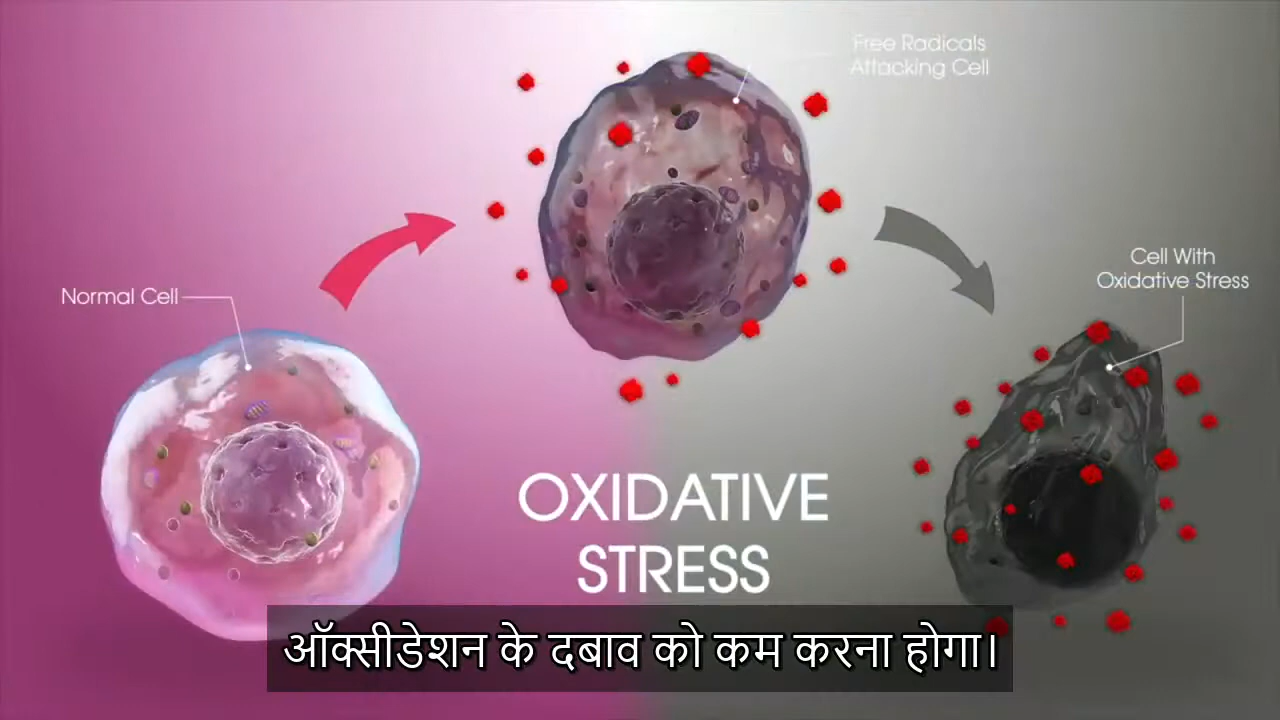 Free Radicals
Attacking Cell
Cell With
Oxidative Stress
Normal Cell
OXIDATIVE
STRESS
ऑक्सीडेशन के दबाव को कम करना होगा।